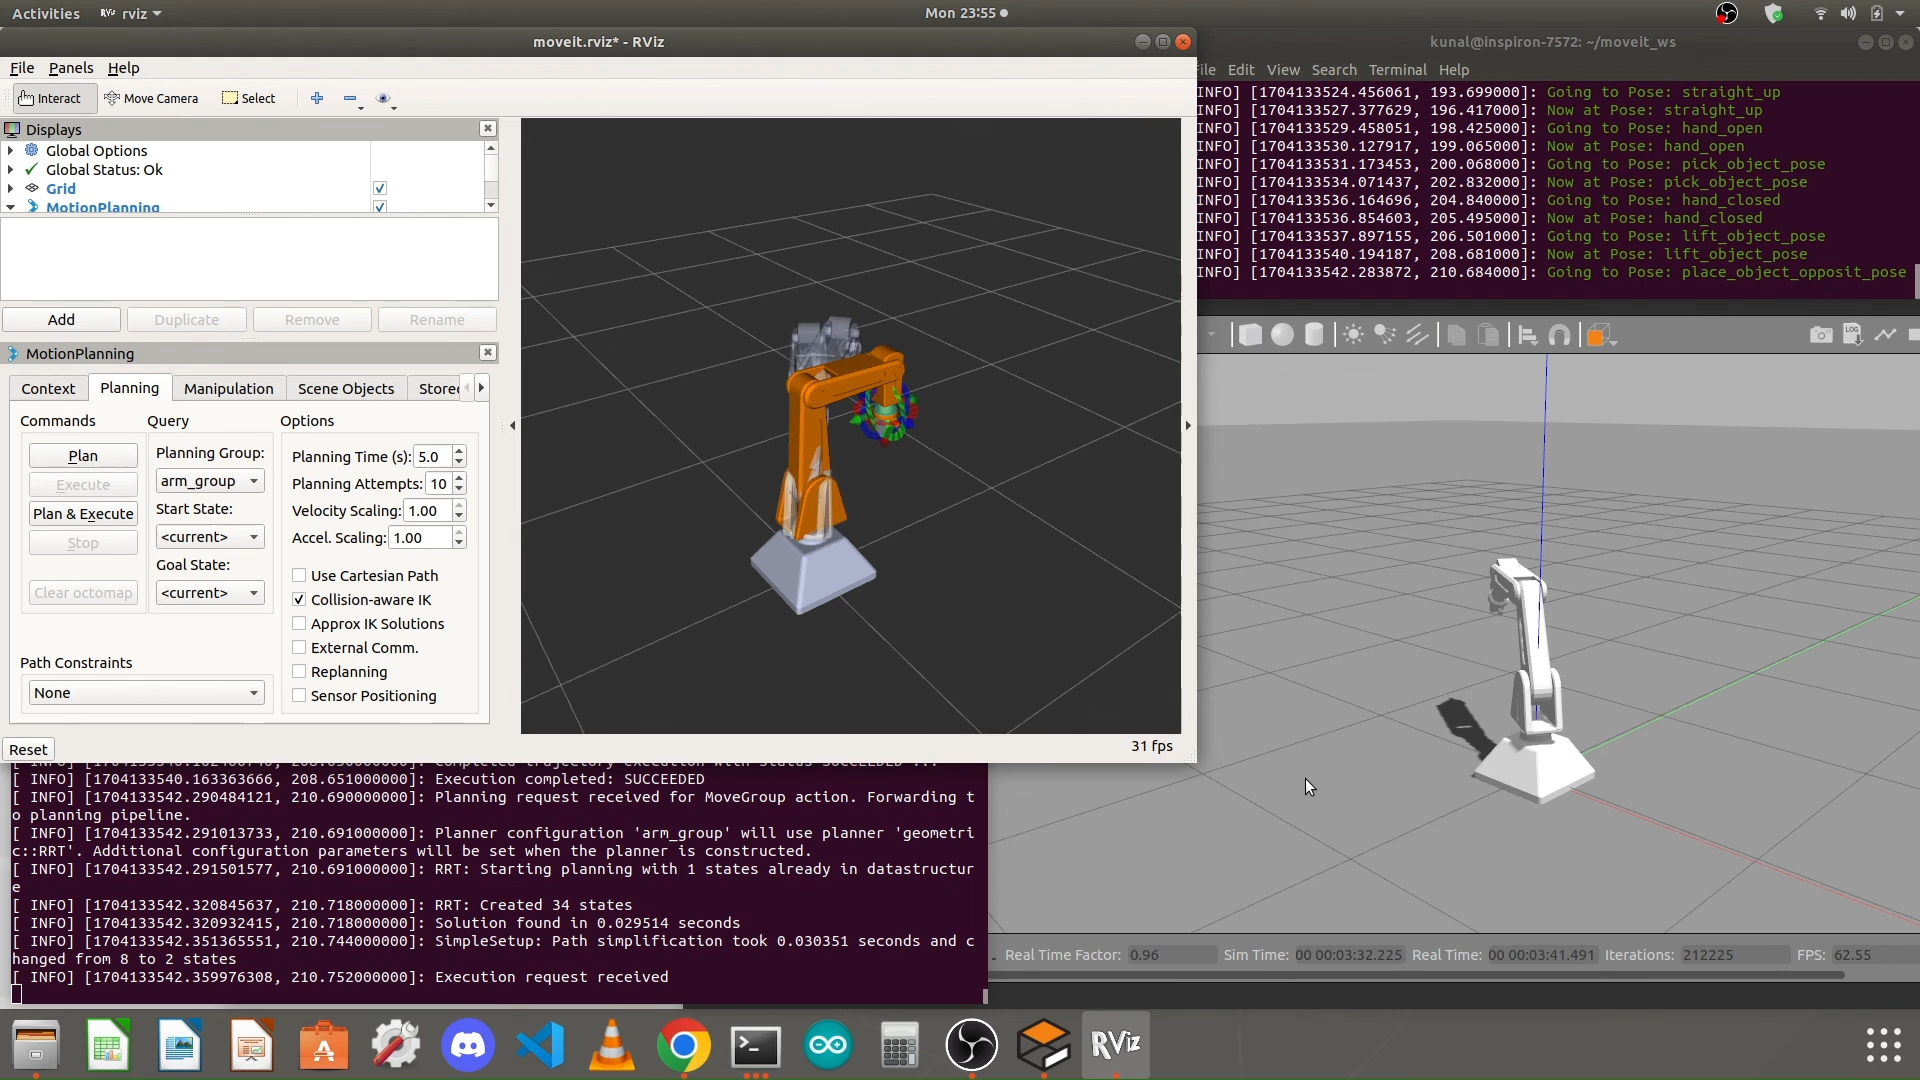 Activities
RViz rviz
Mon 23:55
moveit.rviz* - RViz
File Panels Help
Interact Move Camera Select
Displays
Global Options
Global Status: Ok
Grid
MotionPlanning
Add Duplicate Remove Rename
MotionPlanning
Context Planning Manipulation Scene Objects
Commands Query Options
Plan
Execute
Plan & Execute
Stop
Clear octomap
Planning Group:
arm_group
Start State:
<current>
Goal State:
<current>
Planning Time (s): 5.0
Planning Attempts: 10
Velocity Scaling: 1.00
Accel. Scaling: 1.00
Use Cartesian Path
Collision-aware IK
Approx IK Solutions
External Comm.
Replanning
Sensor Positioning
Path Constraints
None
Reset
31 fps
kunal@inspiron-7572: ~/moveit_ws
Edit View Search Terminal Help
INFO] [1704133524.456061, 193.699000]: Going to Pose: straight_up
INFO] [1704133527.377629, 196.417000]: Now at Pose: straight_up
INFO] [1704133529.458051, 198.425000]: Going to Pose: hand_open
INFO] [1704133530.127917, 199.065000]: Now at Pose: hand_open
INFO] [1704133531.173453, 200.068000]: Going to Pose: pick_object_pose
INFO] [1704133534.071437, 202.832000]: Now at Pose: pick_object_pose
INFO] [1704133536.164696, 204.840000]: Going to Pose: hand_closed
INFO] [1704133536.854603, 205.495000]: Now at Pose: hand_closed
INFO] [1704133537.897155, 206.501000]: Going to Pose: lift_object_pose
INFO] [1704133540.194187, 208.681000]: Now at Pose: lift_object_pose
INFO] [1704133542.283872, 210.684000]: Going to Pose: place_object_opposit_pose
LOG
[ INFO] [1704133540.163363666, 208.651000000]: Execution completed: SUCCEEDED
[ INFO] [1704133542.290484121, 210.690000000]: Planning request received for MoveGroup action. Forwarding t
o planning pipeline.
[ INFO] [1704133542.291013733, 210.691000000]: Planner configuration 'arm_group' will use planner 'geometri
c::RRT'. Additional configuration parameters will be set when the planner is constructed.
[ INFO] [1704133542.291501577, 210.691000000]: RRT: Starting planning with 1 states already in datastructur
e
[ INFO] [1704133542.320845637, 210.718000000]: RRT: Created 34 states
[ INFO] [1704133542.320932415, 210.718000000]: Solution found in 0.029514 seconds
[ INFO] [1704133542.351365551, 210.744000000]: SimpleSetup: Path simplification took 0.030351 seconds and c
hanged from 8 to 2 states
[ INFO] [1704133542.359976308, 210.752000000]: Execution request received
Real Time Factor: 0.96 Sim Time: 00 00:03:32.225 Real Time: 00 00:03:41.491 Iterations: 212225 FPS: 62.55
RViz